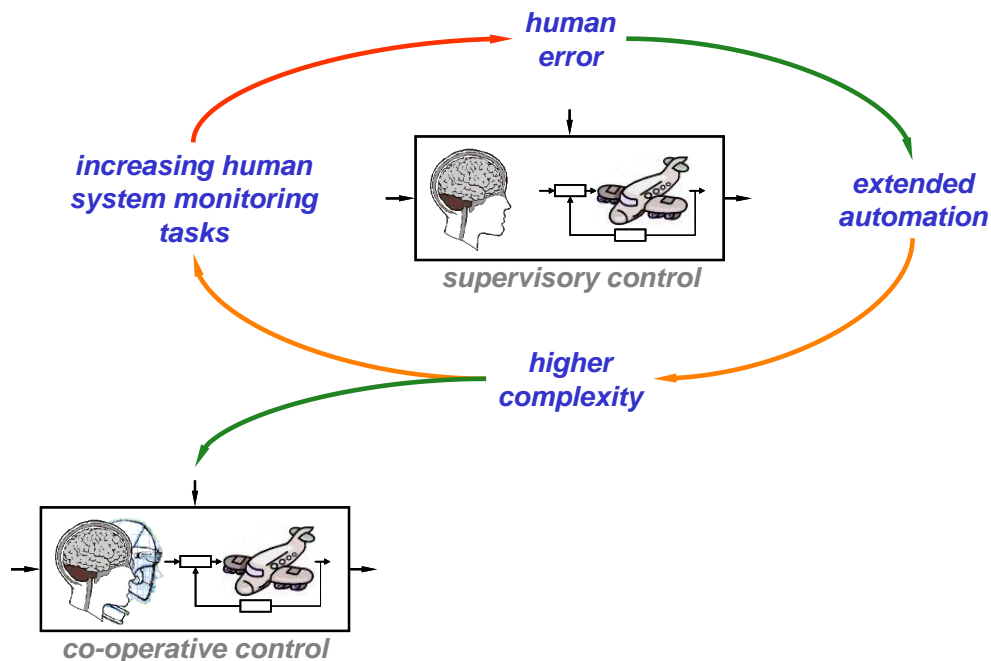 human
error
increasing human
system monitoring
tasks
extended
automation
supervisory control
higher
complexity
co-operative control